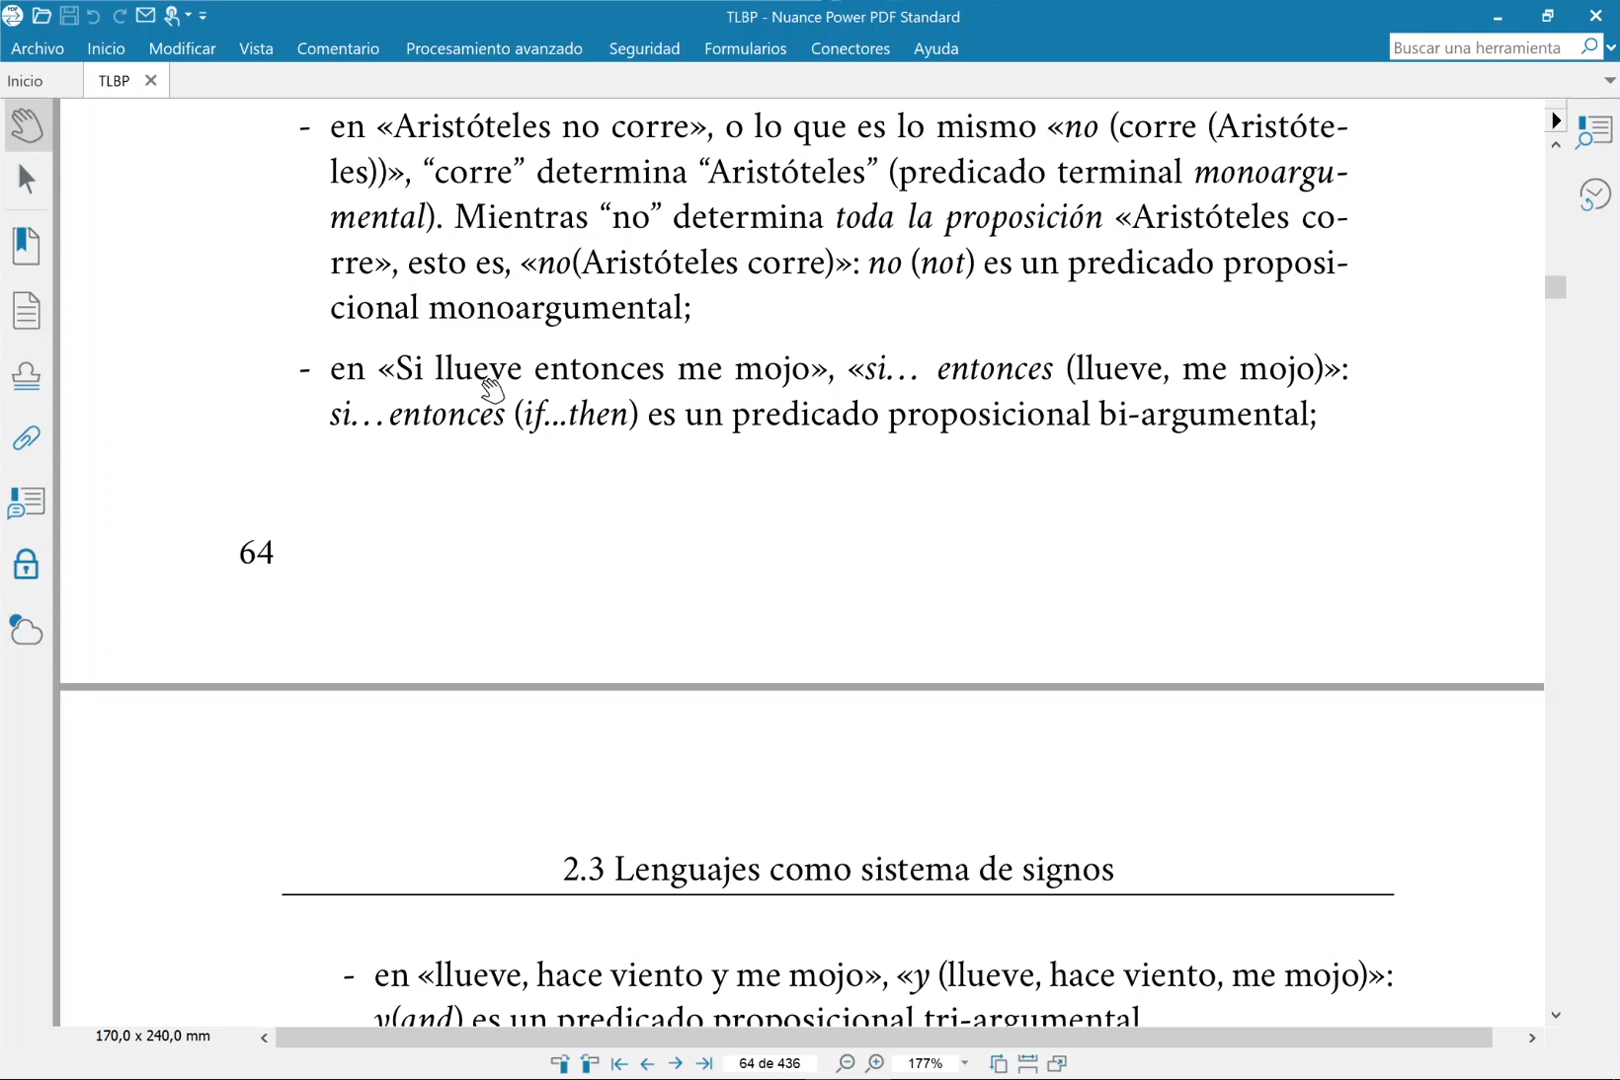 TLBP - Nuance Power PDF Standard
Archivo Inicio Modificar Vista Comentario Procesamiento avanzado Seguridad Formularios Conectores Ayuda
Buscar una herramienta
Inicio TLBP
- en «Aristóteles no corre», o lo que es lo mismo «no (corre (Aristóte-
les))», “corre” determina “Aristóteles” (predicado terminal monoargu-
mental). Mientras “no” determina toda la proposición «Aristóteles co-
rre», esto es, «no(Aristóteles corre)»: no (not) es un predicado proposi-
cional monoargumental;
- en «Si llueve entonces me mojo», «si… entonces (llueve, me mojo)»:
si…entonces (if...then) es un predicado proposicional bi-argumental;
64
2.3 Lenguajes como sistema de signos
- en «llueve, hace viento y me mojo», «y (llueve, hace viento, me mojo)»:
y(and) es un predicado proposicional tri-argumental
170,0 x 240,0 mm
64 de 436
177%